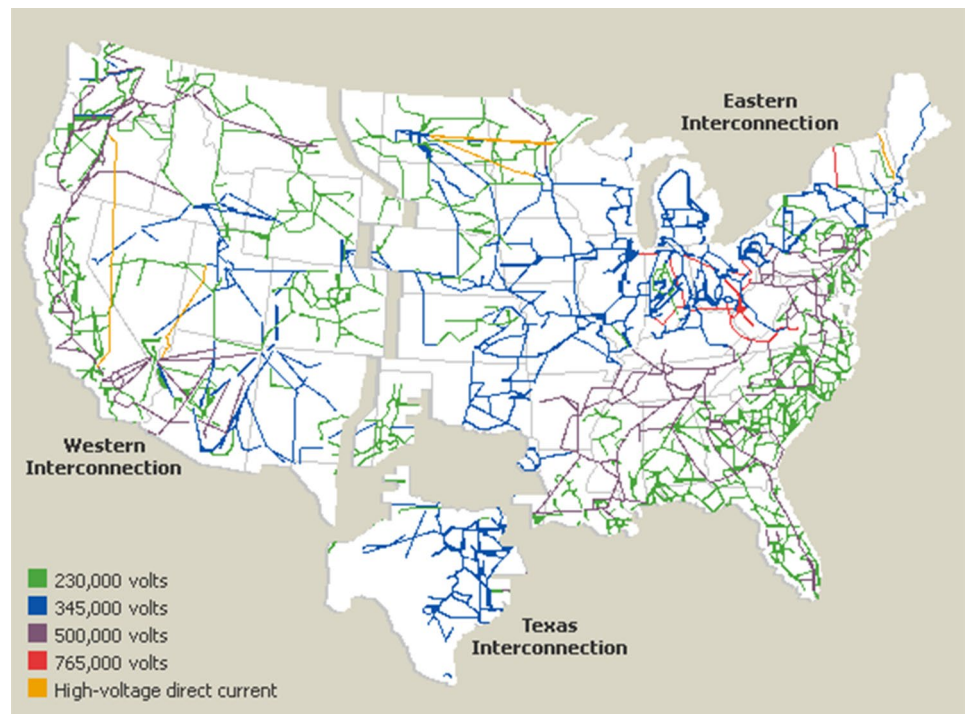 Eastern
Interconnection
Western
Interconnection
Texas
Interconnection
230,000 volts
345,000 volts
500,000 volts
765,000 volts
High-voltage direct current